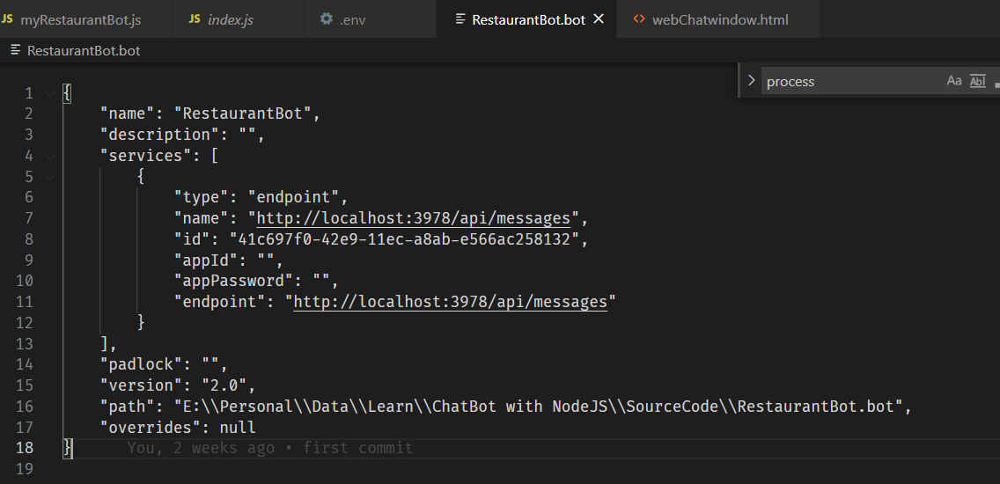 JS myRestaurantBot.js JS index.js .env RestaurantBot.bot × <> webChatwindow.html
RestaurantBot.bot
process Aa Abl
1 {
2 "name": "RestaurantBot",
3 "description": "",
4 "services": [
5 {
6 "type": "endpoint",
7 "name": "http://localhost:3978/api/messages",
8 "id": "41c697f0-42e9-11ec-a8ab-e566ac258132",
9 "appId": "",
10 "appPassword": "",
11 "endpoint": "http://localhost:3978/api/messages"
12 }
13 ],
14 "padlock": "",
15 "version": "2.0",
16 "path": "E:\\Personal\\Data\\Learn\\ChatBot with NodeJS\\SourceCode\\RestaurantBot.bot",
17 "overrides": null
18 } You, 2 weeks ago • first commit
19